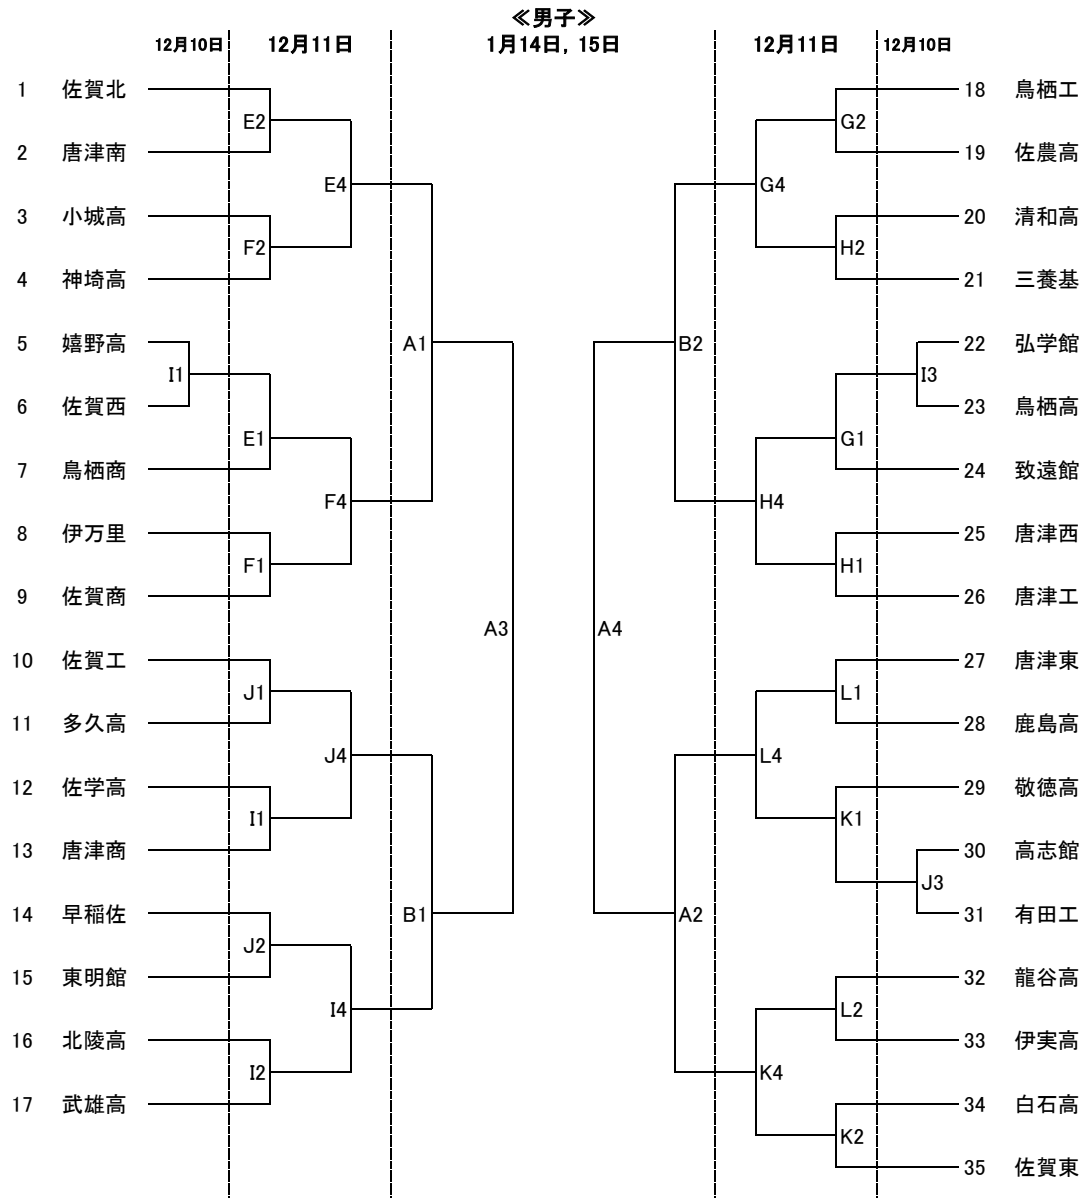 ≪男子≫
12月10日 12月11日 1月14日，15日 12月11日 12月10日
1 佐賀北 18 鳥栖工
E2 G2
2 唐津南 19 佐農高
E4 G4
3 小城高 20 清和高
F2 H2
4 神埼高 21 三養基
5 嬉野高 A1 B2 22 弘学館
I1 I3
6 佐賀西 23 鳥栖高
E1 G1
7 鳥栖商 24 致遠館
F4 H4
8 伊万里 25 唐津西
F1 H1
9 佐賀商 26 唐津工
A3 A4
10 佐賀工 27 唐津東
J1 L1
11 多久高 28 鹿島高
J4 L4
12 佐学高 29 敬徳高
I1 K1
13 唐津商 30 高志館
J3
14 早稲佐 B1 A2 31 有田工
J2
15 東明館 32 龍谷高
I4 L2
16 北陵高 33 伊実高
I2 K4
17 武雄高 34 白石高
K2
35 佐賀東